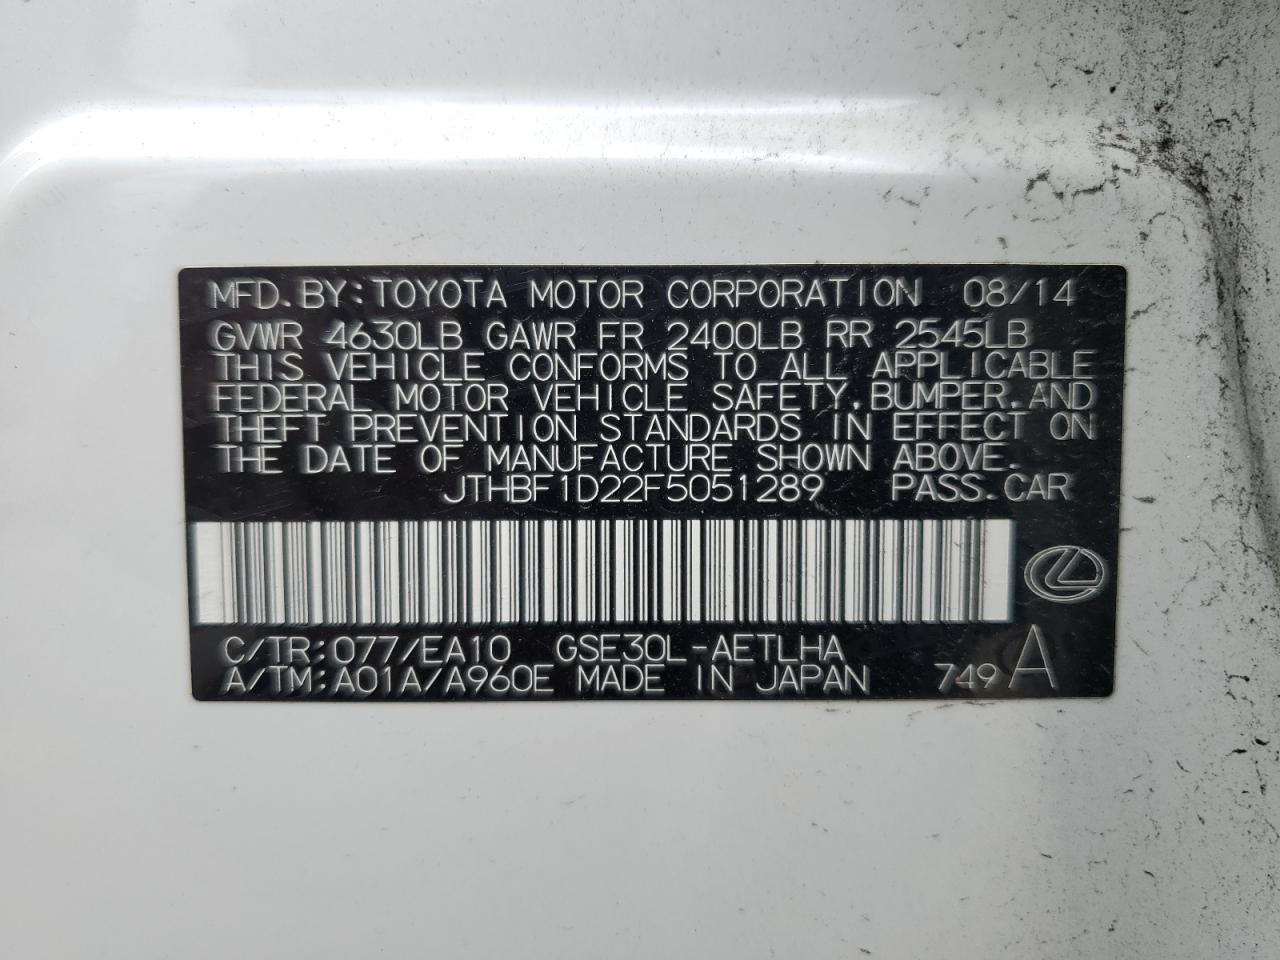 MFD. BY: TOYOTA MOTOR CORPORATION 08/14
GVWR 4630LB GAWR FR 2400LB RR 2545LB
THIS VEHICLE CONFORMS TO ALL APPLICABLE
FEDERAL MOTOR VEHICLE SAFETY, BUMPER, AND
THEFT PREVENTION STANDARDS IN EFFECT ON
THE DATE OF MANUFACTURE SHOWN ABOVE.
JTHBF1D22F5051289 PASS. CAR
C/TR: 077/EA10 GSE30L-AETLHA
A/TM: A01A/A960E MADE IN JAPAN 749 A